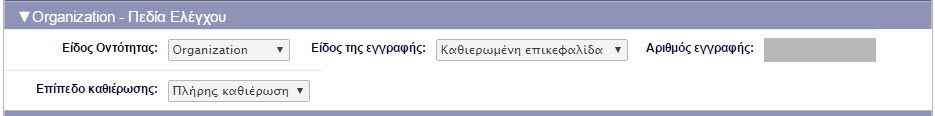 ▼Organization - Πεδία Ελέγχου
Είδος Οντότητας: Organization ▼ Είδος της εγγραφής: Καθιερωμένη επικεφαλίδα ▼ Αριθμός εγγραφής:
Επίπεδο καθιέρωσης: Πλήρης καθιέρωση ▼